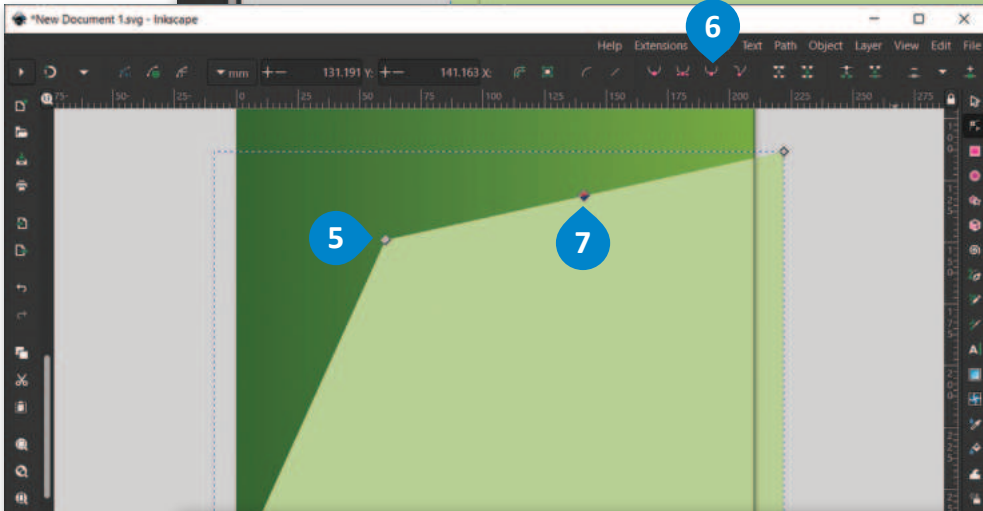 *New Document 1.svg - Inkscape
6
Help Extensions Text Path Object Layer View Edit File
mm 131.191 Y: 141.163 X:
75- 50- 25- 0 25 50 75 100 125 150 175 200 225 250 275
5
7